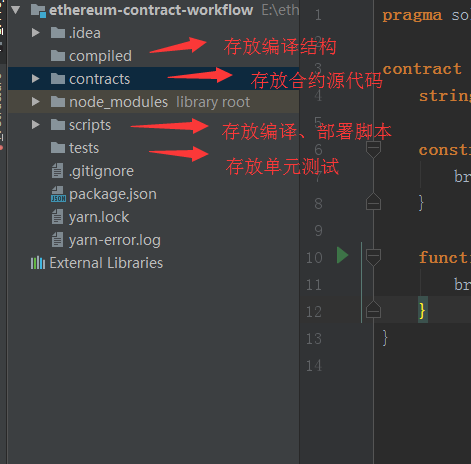 ethereum-contract-workflow E:\eth
.idea
compiled
存放编译结构
contracts
存放合约源代码
node_modules library root
scripts
存放编译、部署脚本
tests
存放单元测试
.gitignore
package.json
yarn.lock
yarn-error.log
External Libraries
1 pragma so
2
3 contract
4 string
5
6 constr
7 br
8 }
9
10 functi
11 br
12 }
13 }
14